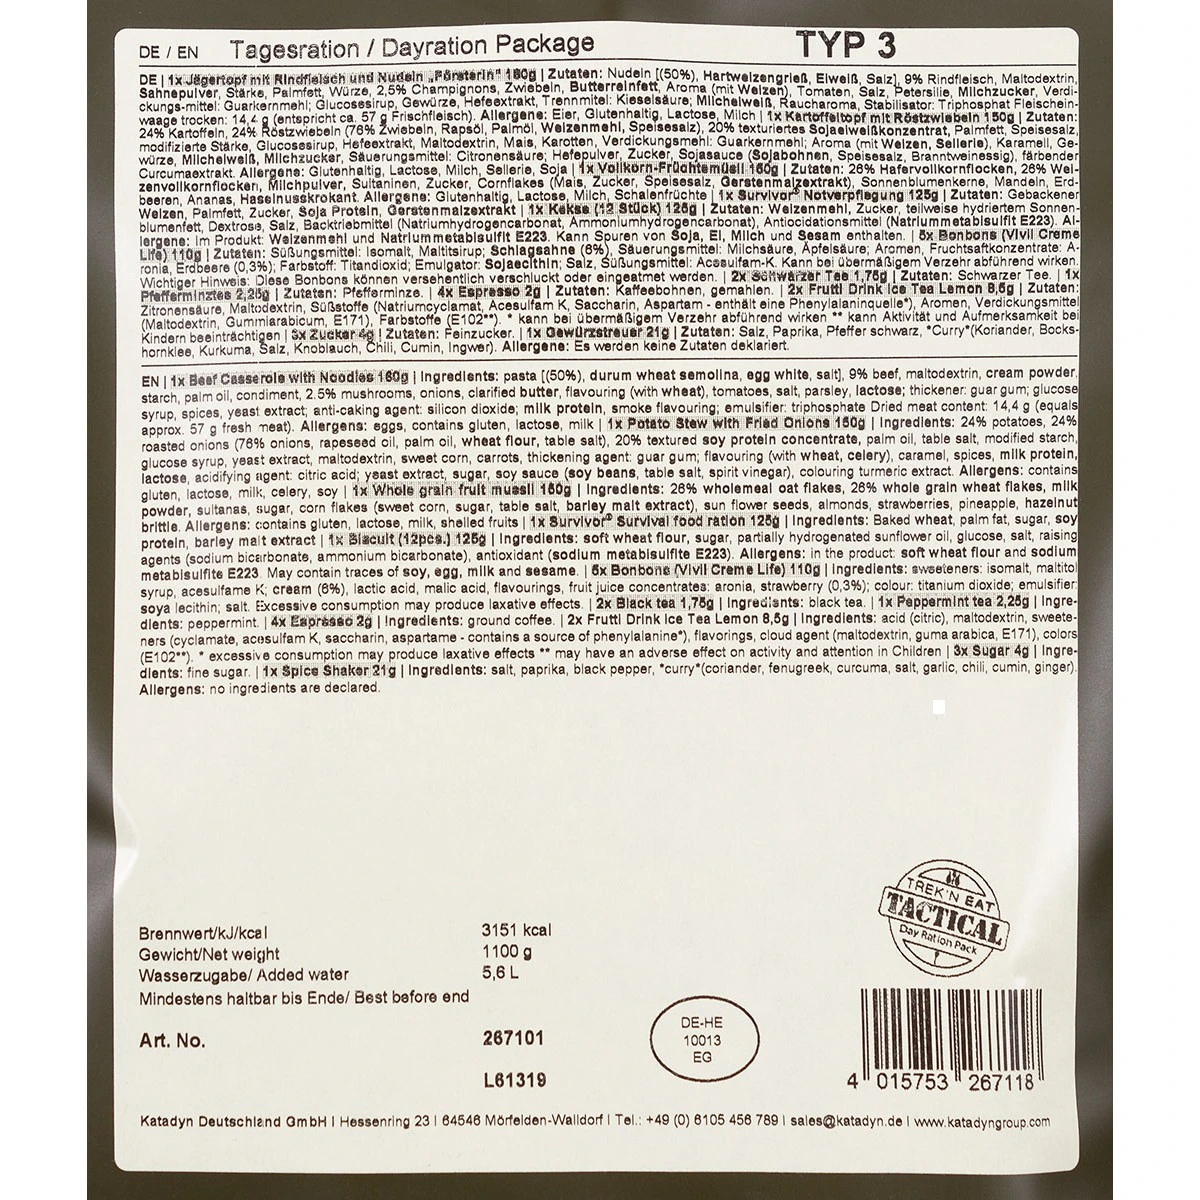 DE / EN Tagesration / Dayration Package TYP 3
DE | 1x Jägertopf mit Rindfleisch und Nudeln „Försterin" 160g | Zutaten: Nudeln [(50%), Hartweizengrieß, Eiweiß, Salz], 9% Rindfleisch, Maltodextrin,
Sahnepulver, Stärke, Palmfett, Würze, 2,5% Champignons, Zwiebeln, Butterreinfett, Aroma (mit Weizen), Tomaten, Salz, Petersilie, Milchzucker, Verdi-
ckungs-mittel: Guarkernmehl; Glucosesirup, Gewürze, Hefeextrakt, Trennmittel: Kieselsäure; Milcheiweiß, Raucharoma, Stabilisator: Triphosphat Fleischein-
waage trocken: 14,4 g (entspricht ca. 57 g Frischfleisch). Allergene: Eier, Glutenhaltig, Lactose, Milch | 1x Kartoffeltopf mit Röstzwiebeln 150g | Zutaten:
24% Kartoffeln, 24% Röstzwiebeln (76% Zwiebeln, Rapsöl, Palmöl, Weizenmehl, Speisesalz), 20% texturiertes Sojaeiweißkonzentrat, Palmfett, Speisesalz,
modifizierte Stärke, Glucosesirup, Hefeextrakt, Maltodextrin, Mais, Karotten, Verdickungsmehl: Guarkernmehl; Aroma (mit Weizen, Sellerie), Karamell, Ge-
würze, Milcheiweiß, Milchzucker, Säuerungsmittel: Citronensäure; Hefepulver, Zucker, Sojasauce (Sojabohnen, Speisesalz, Branntweinessig), färbender
Curcumaextrakt. Allergene: Glutenhaltig, Lactose, Milch, Sellerie, Soja | 1x Vollkorn-Früchtemüsli 150g | Zutaten: 26% Hafervollkornflocken, 26% Wei-
zenvollkornflocken, Milchpulver, Sultaninen, Zucker, Cornflakes (Mais, Zucker, Speisesalz, Gerstenmalzextrakt), Sonnenblumenkerne, Mandeln, Erd-
beeren, Ananas, Haselnusskrokant. Allergene: Glutenhaltig, Lactose, Milch, Schalenfrüchte | 1x Survivor® Notverpflegung 125g | Zutaten: Gebackener
Weizen, Palmfett, Zucker, Soja Protein, Gerstenmalzextrakt | 1x Kekse (12 Stück) 125g | Zutaten: Weizenmehl, Zucker, teilweise hydriertem Sonnen-
blumenfett, Dextrose, Salz, Backtriebmittel (Natriumhydrogencarbonat, Ammoniumhydrogencarbonat), Antiocidationsmittel (Natriummetabisulfit E223). Al-
lergene: im Produkt: Weizenmehl und Natriummetabisulfit E223. Kann Spuren von Soja, Ei, Milch und Sesam enthalten. | 5x Bonbons (Vivil Creme
Life) 110g | Zutaten: Süßungsmittel: Isomalt, Maltitsirup; Schlagsahne (6%), Säuerungsmittel: Milchsäure, Äpfelsäure; Aromen, Fruchtsaftkonzentrate: A-
ronia, Erdbeere (0,3%); Farbstoff: Titandioxid; Emulgator: Sojaecithin; Salz, Süßungsmittel: Acesulfam-K. Kann bei übermäßigem Verzehr abführend wirken.
Wichtiger Hinweis: Diese Bonbons können versehentlich verschluckt oder eingeatmet werden. | 2x Schwarzer Tee 1,75g | Zutaten: Schwarzer Tee. | 1x
Pfefferminztee 2,25g | Zutaten: Pfefferminze. | 4x Espresso 2g | Zutaten: Kaffeebohnen, gemahlen. | 2x Frutti Drink Ice Tea Lemon 8,5g | Zutaten:
Zitronensäure, Maltodextrin, Süßstoffe (Natriumcyclamat, Acesulfam K, Saccharin, Aspartam - enthält eine Phenylalaninquelle*), Aromen, Verdickungsmittel
(Maltodextrin, Gummiarabicum, E171), Farbstoffe (E102**). * kann bei übermäßigem Verzehr abführend wirken ** kann Aktivität und Aufmerksamkeit bei
Kindern beeinträchtigen | 3x Zucker 4g | Zutaten: Feinzucker. | 1x Gewürzstreuer 21g | Zutaten: Salz, Paprika, Pfeffer schwarz, *Curry*(Koriander, Bocks-
hornklee, Kurkuma, Salz, Knoblauch, Chili, Cumin, Ingwer). Allergene: Es werden keine Zutaten deklariert.
EN | 1x Beef Casserole with Noodles 160g | Ingredients: pasta [(50%), durum wheat semolina, egg white, salt], 9% beef, maltodextrin, cream powder,
starch, palm oil, condiment, 2.5% mushrooms, onions, clarified butter, flavouring (with wheat), tomatoes, salt, parsley, lactose; thickener: guar gum; glucose
syrup, spices, yeast extract; anti-caking agent: silicon dioxide; milk protein, smoke flavouring; emulsifier: triphosphate Dried meat content: 14,4 g (equals
approx. 57 g fresh meat). Allergens: eggs, contains gluten, lactose, milk | 1x Potato Stew with Fried Onions 150g | Ingredients: 24% potatoes, 24%
roasted onions (76% onions, rapeseed oil, palm oil, wheat flour, table salt), 20% textured soy protein concentrate, palm oil, table salt, modified starch,
glucose syrup, yeast extract, maltodextrin, sweet corn, carrots, thickening agent: guar gum; flavouring (with wheat, celery), caramel, spices, milk protein,
lactose, acidifying agent: citric acid; yeast extract, sugar, soy sauce (soy beans, table salt, spirit vinegar), colouring turmeric extract. Allergens: contains
gluten, lactose, milk, celery, soy | 1x Whole grain fruit muesli 150g | Ingredients: 26% wholemeal oat flakes, 26% whole grain wheat flakes, milk
powder, sultanas, sugar, corn flakes (sweet corn, sugar, table salt, barley malt extract), sun flower seeds, almonds, strawberries, pineapple, hazelnut
brittle. Allergens: contains gluten, lactose, milk, shelled fruits | 1x Survivor® Survival food ration 125g | Ingredients: Baked wheat, palm fat, sugar, soy
protein, barley malt extract | 1x Biscuit (12pcs.) 125g | Ingredients: soft wheat flour, sugar, partially hydrogenated sunflower oil, glucose, salt, raising
agents (sodium bicarbonate, ammonium bicarbonate), antioxidant (sodium metabisulfite E223). Allergens: in the product: soft wheat flour and sodium
metabisulfite E223. May contain traces of soy, egg, milk and sesame. | 5x Bonbons (Vivil Creme Life) 110g | Ingredients: sweeteners: isomalt, maltitol
syrup, acesulfame K; cream (6%), lactic acid, malic acid, flavourings, fruit juice concentrates: aronia, strawberry (0,3%); colour: titanium dioxide; emulsifier:
soya lecithin; salt. Excessive consumption may produce laxative effects. | 2x Black tea 1,75g | Ingredients: black tea. | 1x Peppermint tea 2,25g | Ingre-
dients: peppermint. | 4x Espresso 2g | Ingredients: ground coffee. | 2x Frutti Drink Ice Tea Lemon 8,5g | Ingredients: acid (citric), maltodextrin, sweete-
ners (cyclamate, acesulfam K, saccharin, aspartame - contains a source of phenylalanine*), flavorings, cloud agent (maltodextrin, guma arabica, E171), colors
(E102**). * excessive consumption may produce laxative effects ** may have an adverse effect on activity and attention in Children | 3x Sugar 4g | Ingre-
dients: fine sugar. | 1x Spice Shaker 21g | Ingredients: salt, paprika, black pepper, *curry*(coriander, fenugreek, curcuma, salt, garlic, chili, cumin, ginger).
Allergens: no ingredients are declared.
TREK'N EAT
TACTICAL
Day Ration Pack
Brennwert/kJ/kcal 3151 kcal
Gewicht/Net weight 1100 g
Wasserzugabe/ Added water 5,6 L
Mindestens haltbar bis Ende/ Best before end
Art. No. 267101
L61319
DE-HE
10013
EG
4 015753 267118
Katadyn Deutschland GmbH | Hessenring 23 | 64546 Mörfelden-Walldorf | Tel.: +49 (0) 6105 456 789 | sales@katadyn.de | www.katadyngroup.com